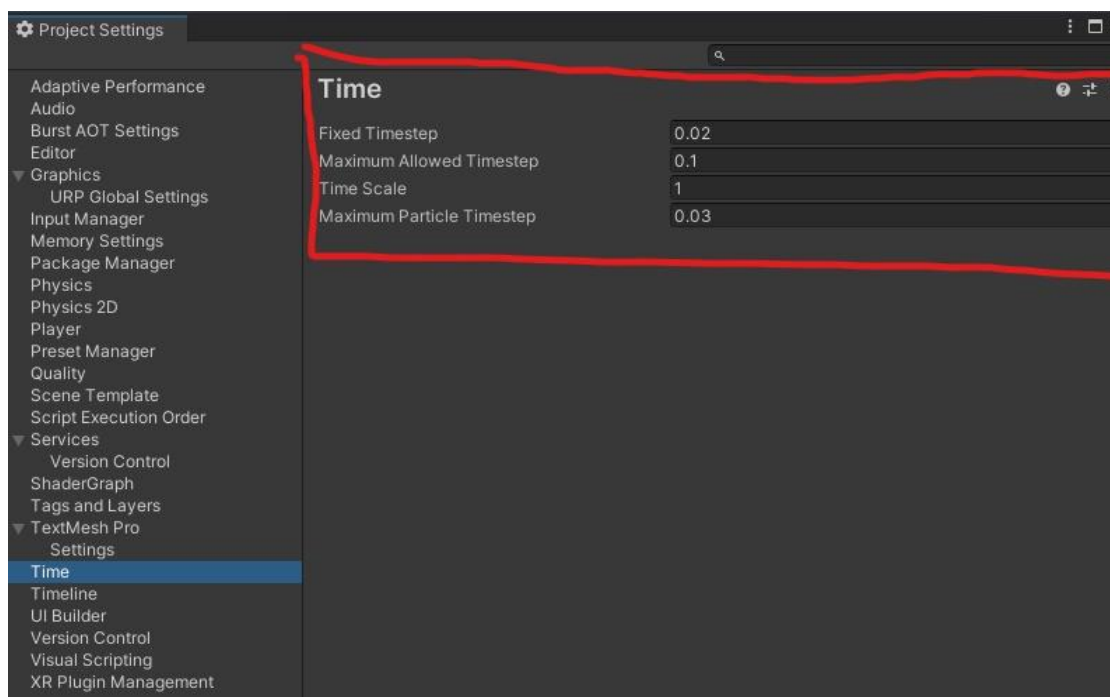 Project Settings
Adaptive Performance
Audio
Burst AOT Settings
Editor
Graphics
URP Global Settings
Input Manager
Memory Settings
Package Manager
Physics
Physics 2D
Player
Preset Manager
Quality
Scene Template
Script Execution Order
Services
Version Control
ShaderGraph
Tags and Layers
TextMesh Pro
Settings
Time
Timeline
UI Builder
Version Control
Visual Scripting
XR Plugin Management
Time
Fixed Timestep 0.02
Maximum Allowed Timestep 0.1
Time Scale 1
Maximum Particle Timestep 0.03